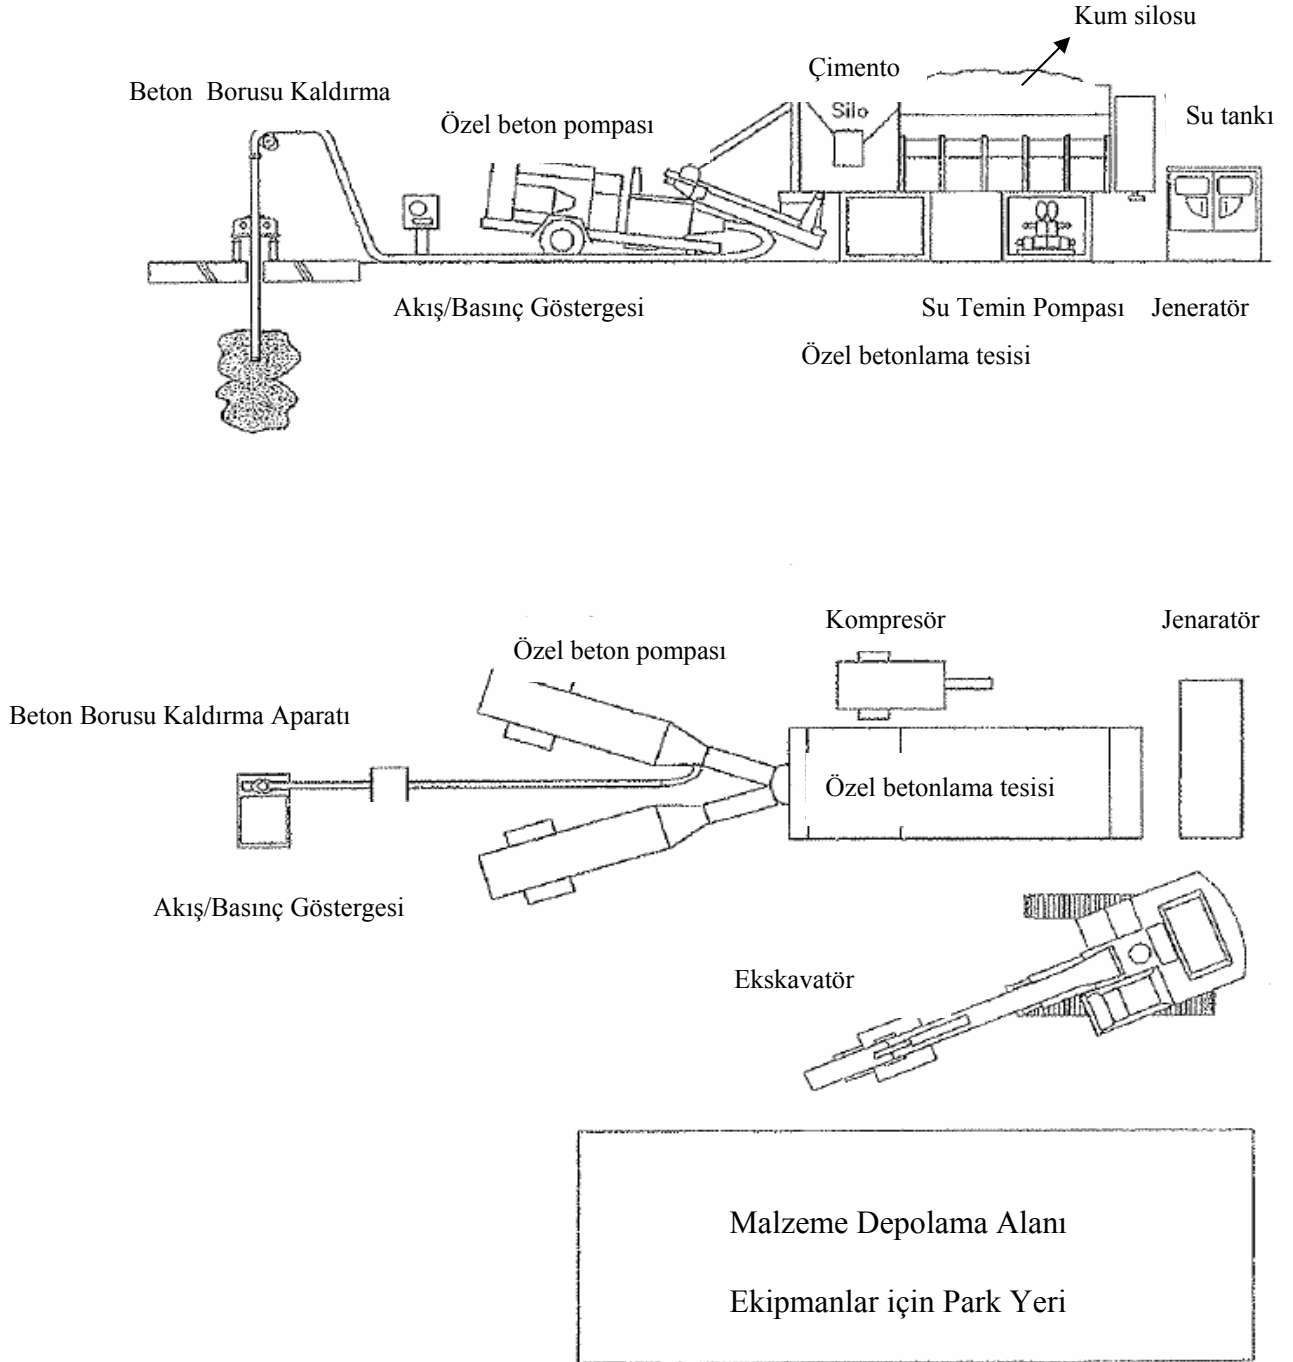 Kum silosu
Çimento
Beton  Borusu Kaldırma
Silo
Su tankı
Özel beton pompası
Akış/Basınç Göstergesi
Su Temin Pompası
Jeneratör
Özel betonlama tesisi
Kompresör
Jenaratör
Özel beton pompası
Beton Borusu Kaldırma Aparatı
Özel betonlama tesisi
Akış/Basınç Göstergesi
Ekskavatör
Malzeme Depolama Alanı
Ekipmanlar için Park Yeri